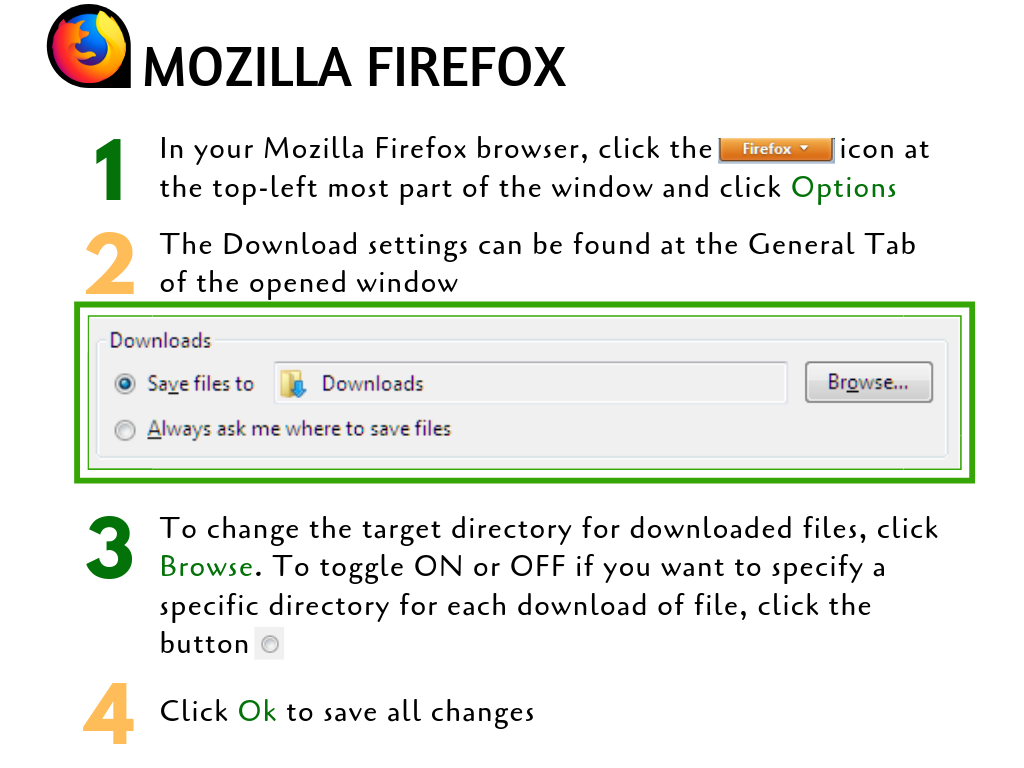 MOZILLA FIREFOX
1 In your Mozilla Firefox browser, click the Firefox icon at
the top-left most part of the window and click Options
2 The Download settings can be found at the General Tab
of the opened window
Downloads
Save files to Downloads Browse...
Always ask me where to save files
3 To change the target directory for downloaded files, click
Browse. To toggle ON or OFF if you want to specify a
specific directory for each download of file, click the
button
4 Click Ok to save all changes